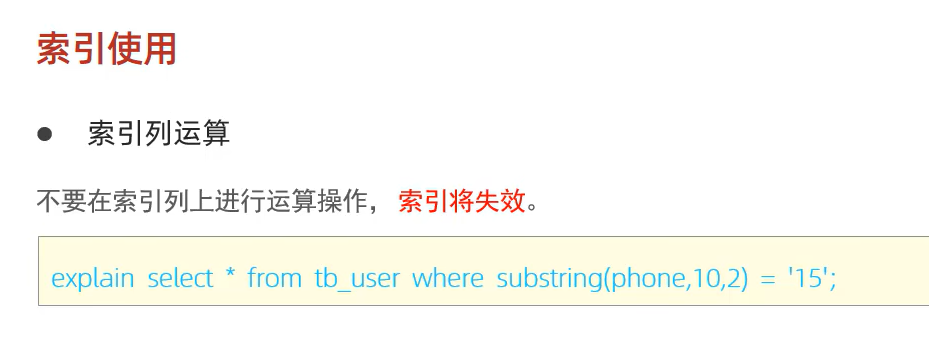 索引使用
● 索引列运算
不要在索引列上进行运算操作， 索引将失效。
explain select * from tb_user where substring(phone,10,2) = '15';